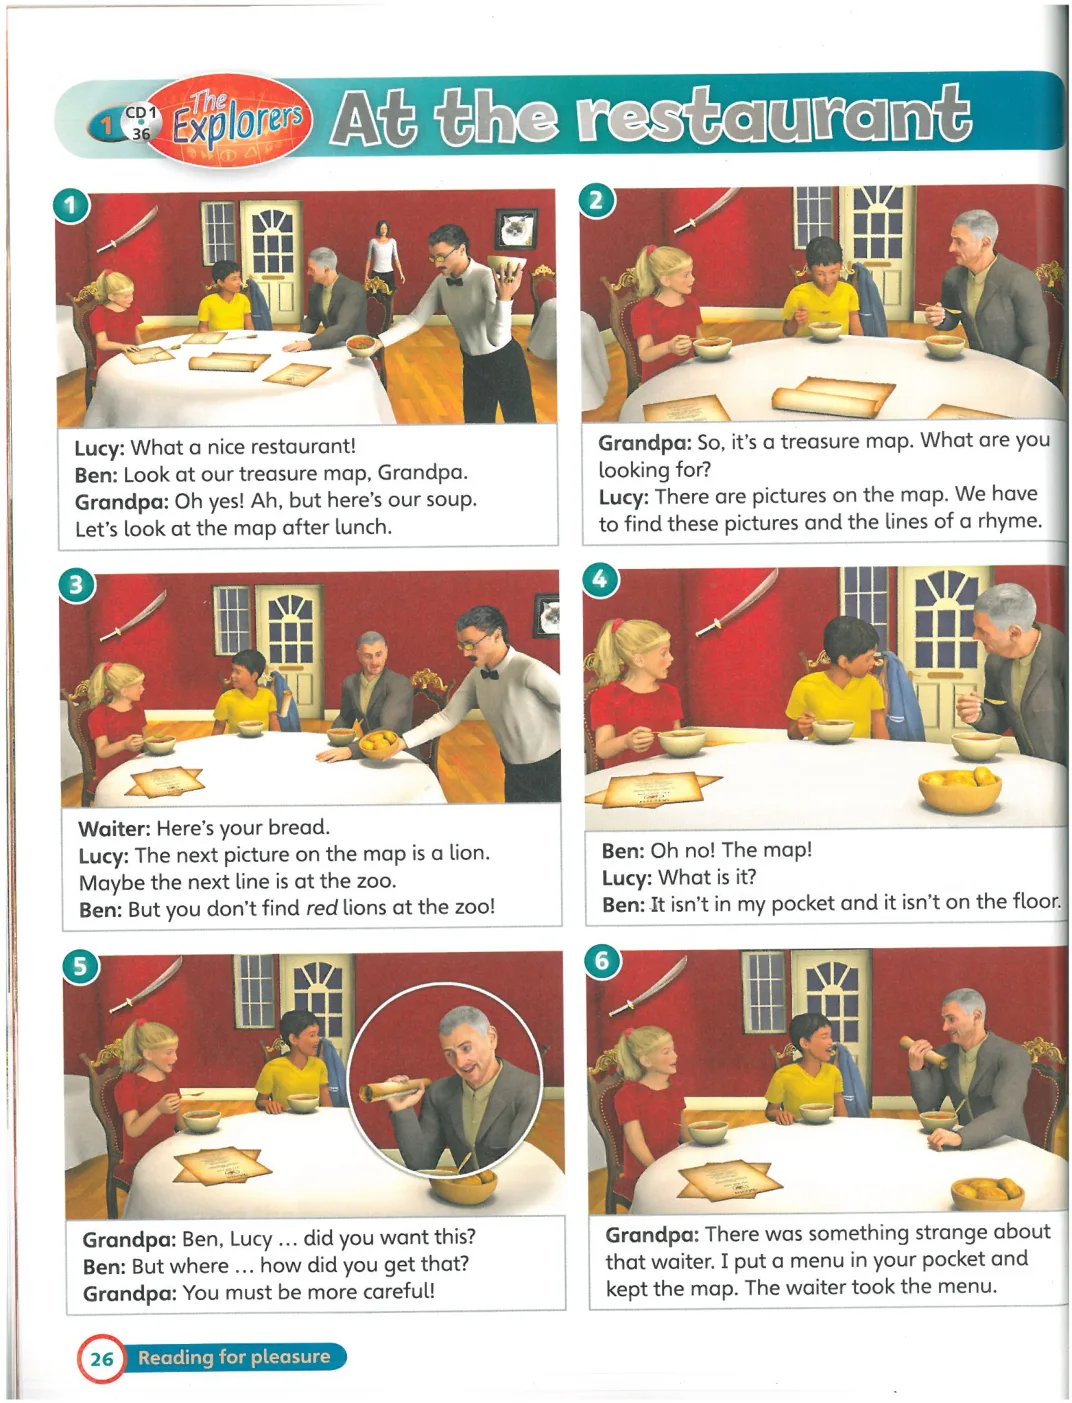 1
CD1
36
The
Explorers
At the restaurant
1
Lucy: What a nice restaurant!
Ben: Look at our treasure map, Grandpa.
Grandpa: Oh yes! Ah, but here's our soup.
Let's look at the map after lunch.
2
Grandpa: So, it's a treasure map. What are you
looking for?
Lucy: There are pictures on the map. We have
to find these pictures and the lines of a rhyme.
3
Waiter: Here's your bread.
Lucy: The next picture on the map is a lion.
Maybe the next line is at the zoo.
Ben: But you don't find red lions at the zoo!
4
Ben: Oh no! The map!
Lucy: What is it?
Ben: It isn't in my pocket and it isn't on the floor.
5
Grandpa: Ben, Lucy ... did you want this?
Ben: But where ... how did you get that?
Grandpa: You must be more careful!
6
Grandpa: There was something strange about
that waiter. I put a menu in your pocket and
kept the map. The waiter took the menu.
26
Reading for pleasure